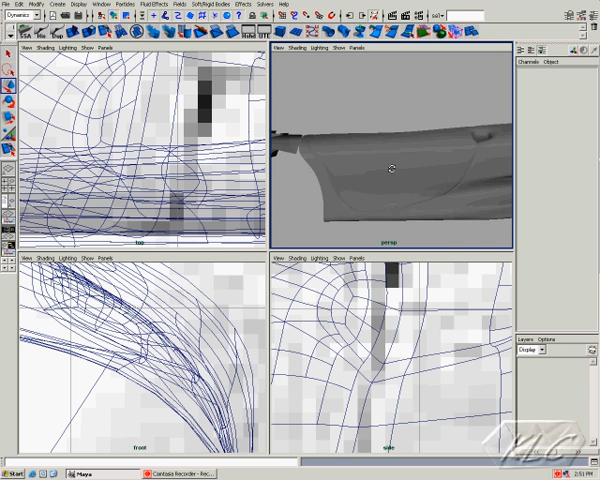 File Edit Modify Create Display Window Particles Fluid Effects Fields Soft/Rigid Bodies Effects Solvers Help
Dynamics
sel*
Hist
View Shading Lighting Show Panels
View Shading Lighting Show Panels
Channels Object
top
persp
View Shading Lighting Show Panels
View Shading Lighting Show Panels
Layers Options
Display
front
side
Start
Maya
Camtasia Recorder - Rec...
2:51 PM